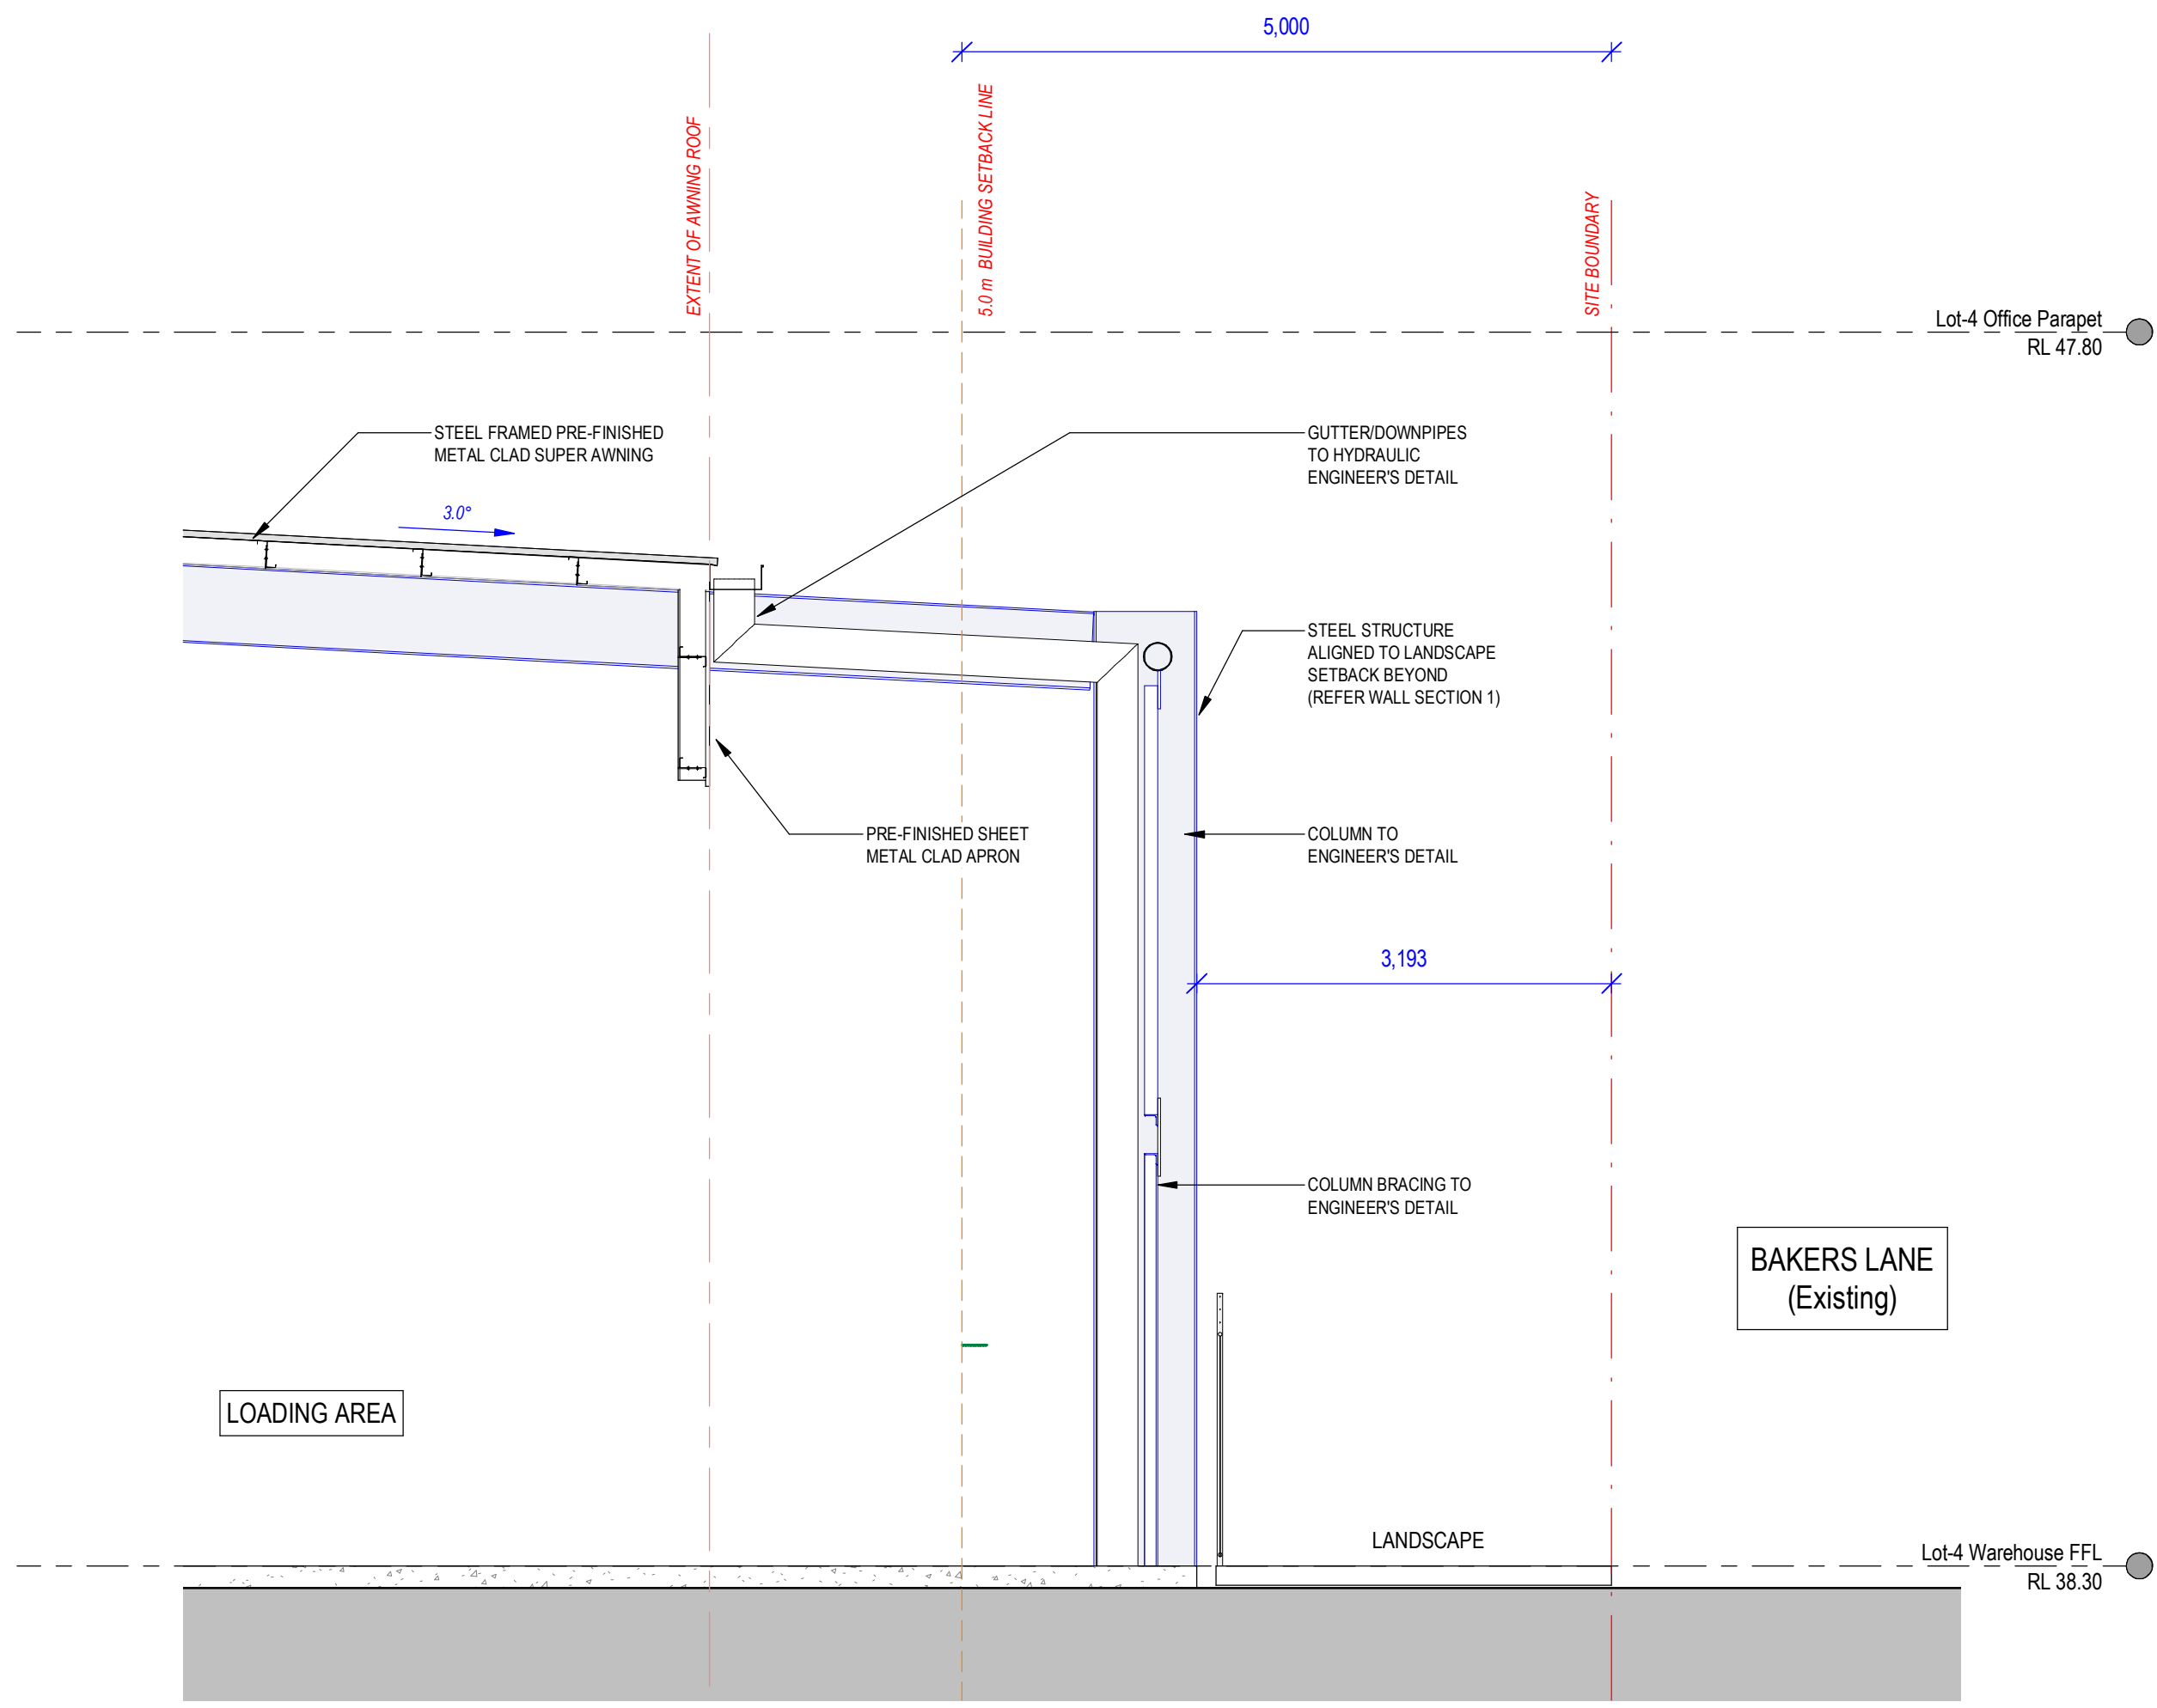 5,000
EXTENT OF AWNING ROOF
5.0 m BUILDING SETBACK LINE
SITE BOUNDARY
Lot-4 Office Parapet
RL 47.80
STEEL FRAMED PRE-FINISHED
METAL CLAD SUPER AWNING
GUTTER/DOWNPIPES
TO HYDRAULIC
ENGINEER'S DETAIL
3.0°
STEEL STRUCTURE
ALIGNED TO LANDSCAPE
SETBACK BEYOND
(REFER WALL SECTION 1)
PRE-FINISHED SHEET
METAL CLAD APRON
COLUMN TO
ENGINEER'S DETAIL
3,193
COLUMN BRACING TO
ENGINEER'S DETAIL
BAKERS LANE
(Existing)
LOADING AREA
LANDSCAPE
Lot-4 Warehouse FFL
RL 38.30